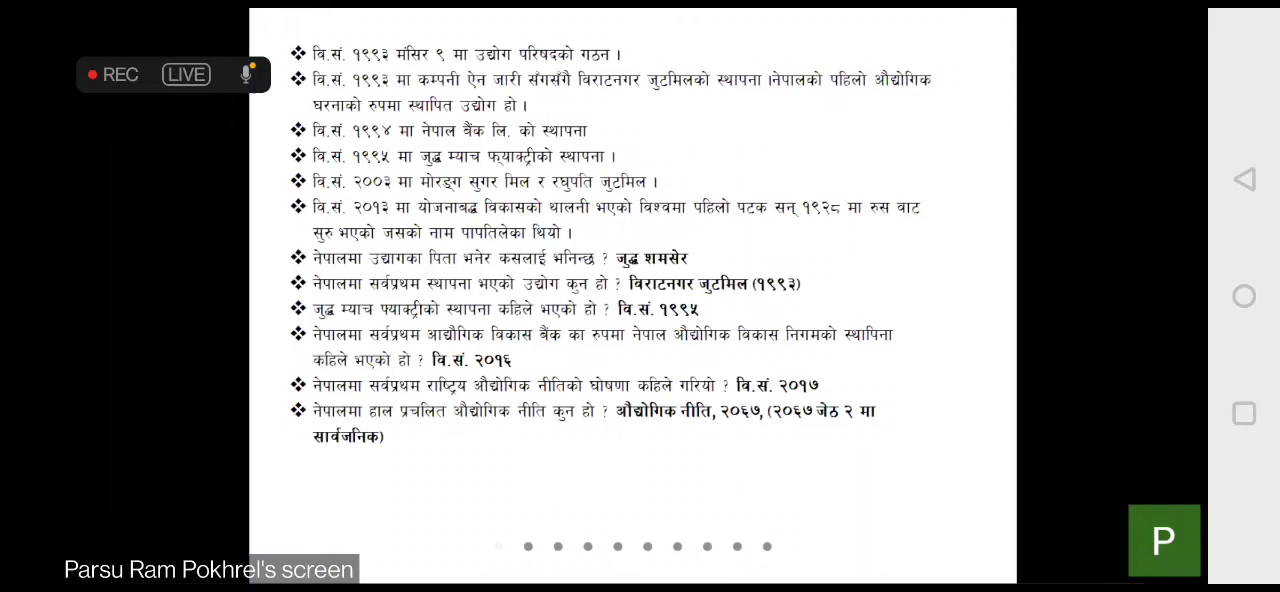 ❖ वि.सं. १९९३ मंसिर ९ मा उद्योग परिषदको गठन ।
REC LIVE
❖ वि.सं. १९९३ मा कम्पनी ऐन जारी सँगसँगै विराटनगर जुटमिलको स्थापना ।नेपालको पहिलो औद्योगिक
घरनाको रुपमा स्थापित उद्योग हो ।
❖ वि.सं. १९९४ मा नेपाल बैंक लि. को स्थापना
❖ वि.सं. १९९५ मा जुद्ध म्याच फ्याक्ट्रीको स्थापना ।
❖ वि.सं. २००३ मा मोरङ्ग सुगर मिल र रघुपति जुटमिल ।
❖ वि.सं. २०१३ मा योजनाबद्ध विकासको थालनी भएको विश्वमा पहिलो पटक सन् १९२८ मा रुस वाट
सुरु भएको जसको नाम पापतिलेका थियो ।
❖ नेपालमा उद्यागका पिता भनेर कसलाई भनिन्छ ? जुद्ध शमसेर
❖ नेपालमा सर्वप्रथम स्थापना भएको उद्योग कुन हो ? विराटनगर जुटमिल (१९९३)
❖ जुद्ध म्याच फ्याक्ट्रीको स्थापना कहिले भएको हो ? वि.सं. १९९५
❖ नेपालमा सर्वप्रथम आद्यौगिक विकास बैंक का रुपमा नेपाल औद्योगिक विकास निगमको स्थापिना
कहिले भएको हो ? वि.सं. २०१६
❖ नेपालमा सर्वप्रथम राष्ट्रिय औद्योगिक नीतिको घोषणा कहिले गरियो ? वि.सं. २०१७
❖ नेपालमा हाल प्रचलित औद्योगिक नीति कुन हो ? औद्योगिक नीति, २०६७, (२०६७ जेठ २ मा
सार्वजनिक)
P
Parsu Ram Pokhrel's screen